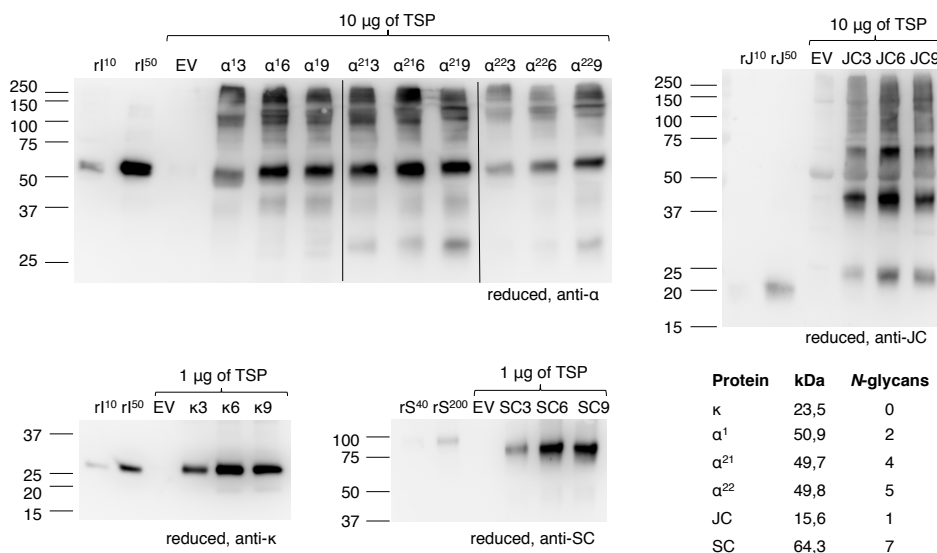 10 µg of TSP
rI¹⁰ rI⁵⁰ EV α¹3 α¹6 α¹9 α²¹3 α²¹6 α²¹9 α²²3 α²²6 α²²9
250
150
100
75
50
37
25
reduced, anti-α
10 µg of TSP
rJ¹⁰ rJ⁵⁰ EV JC3 JC6 JC9
250
150
100
75
50
37
25
20
15
reduced, anti-JC
1 µg of TSP
rI¹⁰ rI⁵⁰ EV κ3 κ6 κ9
37
25
20
15
reduced, anti-κ
1 µg of TSP
rS⁴⁰ rS²⁰⁰ EV SC3 SC6 SC9
100
75
50
37
reduced, anti-SC
Protein kDa N-glycans
κ 23,5 0
α¹ 50,9 2
α²¹ 49,7 4
α²² 49,8 5
JC 15,6 1
SC 64,3 7